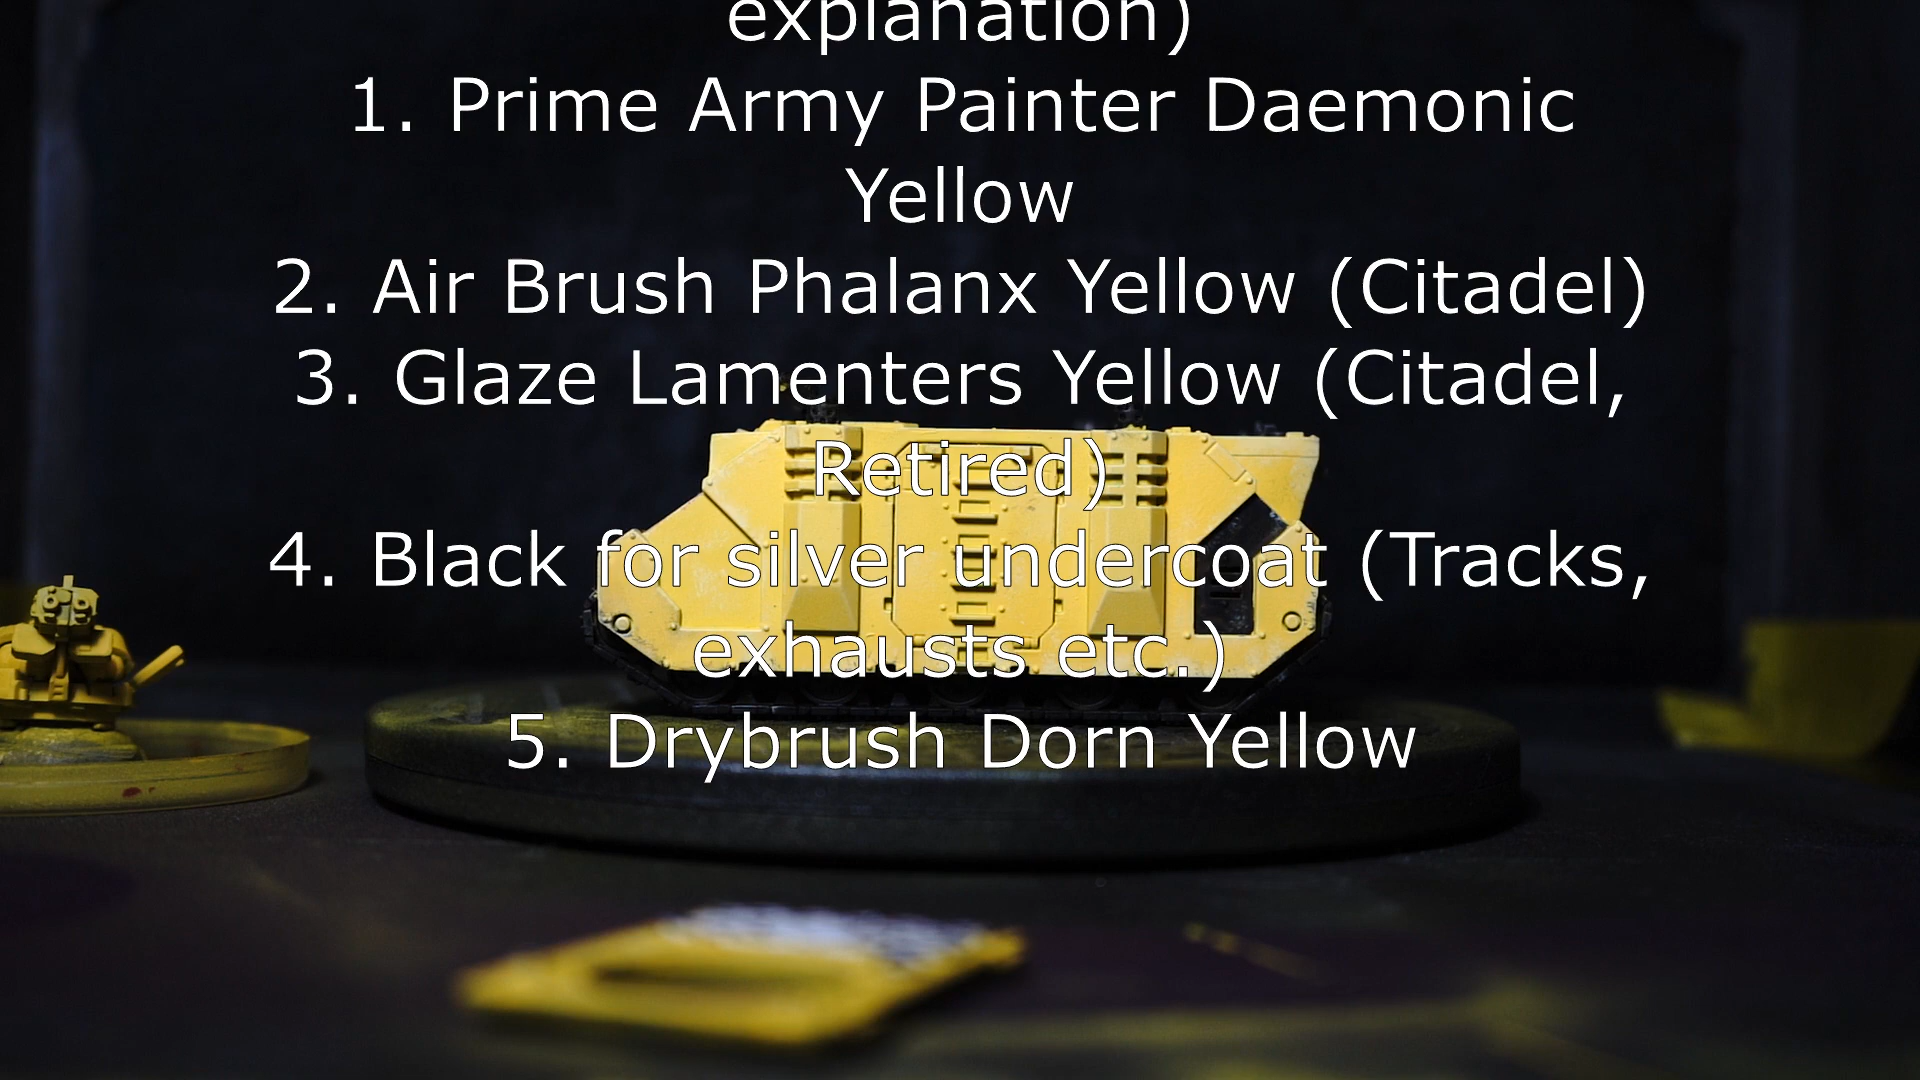 explanation)
1. Prime Army Painter Daemonic
Yellow
2. Air Brush Phalanx Yellow (Citadel)
3. Glaze Lamenters Yellow (Citadel,
Retired)
4. Black for silver undercoat (Tracks,
exhausts etc.)
5. Drybrush Dorn Yellow